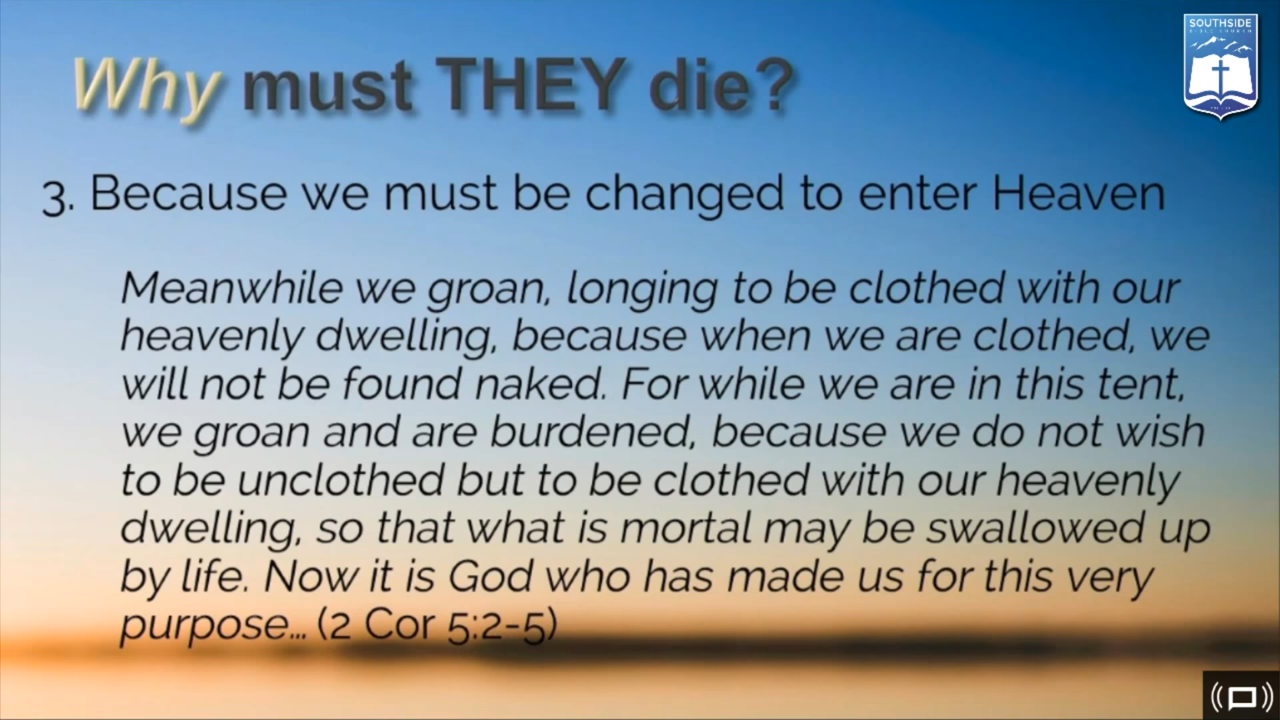 SOUTHSIDE
BIBLE CHURCH
Why must THEY die?
3. Because we must be changed to enter Heaven
Meanwhile we groan, longing to be clothed with our
heavenly dwelling, because when we are clothed, we
will not be found naked. For while we are in this tent,
we groan and are burdened, because we do not wish
to be unclothed but to be clothed with our heavenly
dwelling, so that what is mortal may be swallowed up
by life. Now it is God who has made us for this very
purpose... (2 Cor 5:2-5)